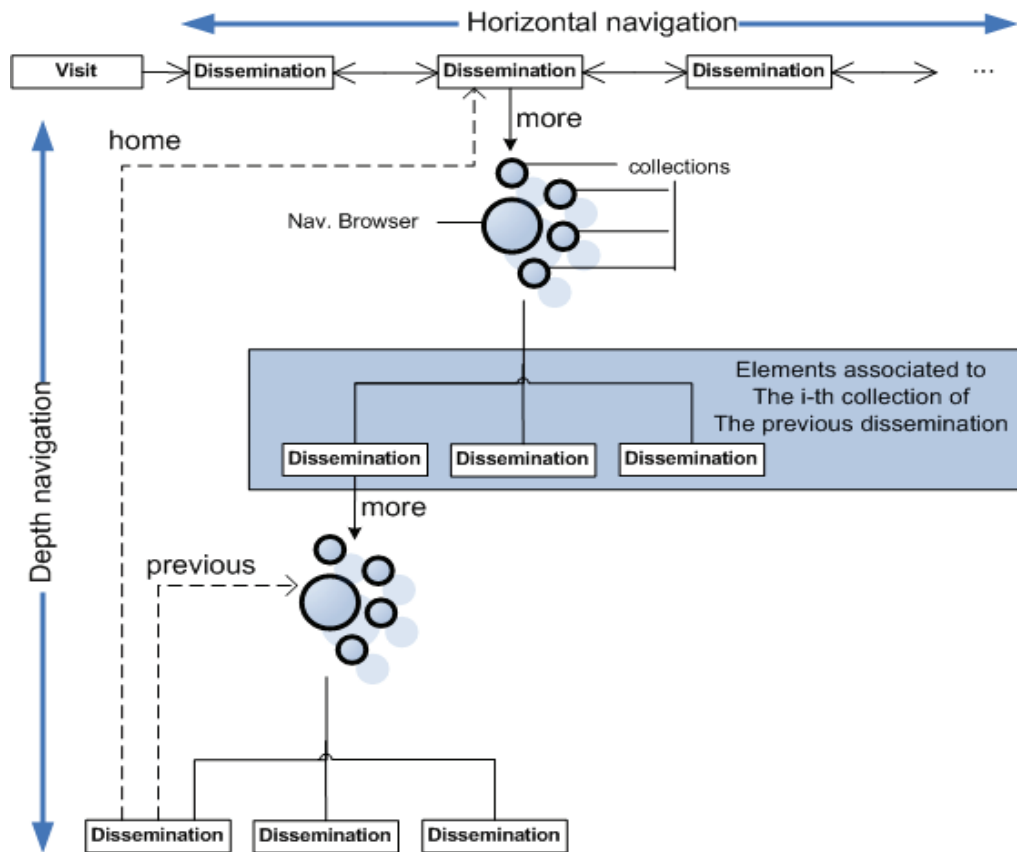 Horizontal navigation
Visit
Dissemination
Dissemination
Dissemination
...
more
home
collections
Nav. Browser
Depth navigation
Elements associated to
The i-th collection of
The previous dissemination
Dissemination
Dissemination
Dissemination
more
previous
Dissemination
Dissemination
Dissemination